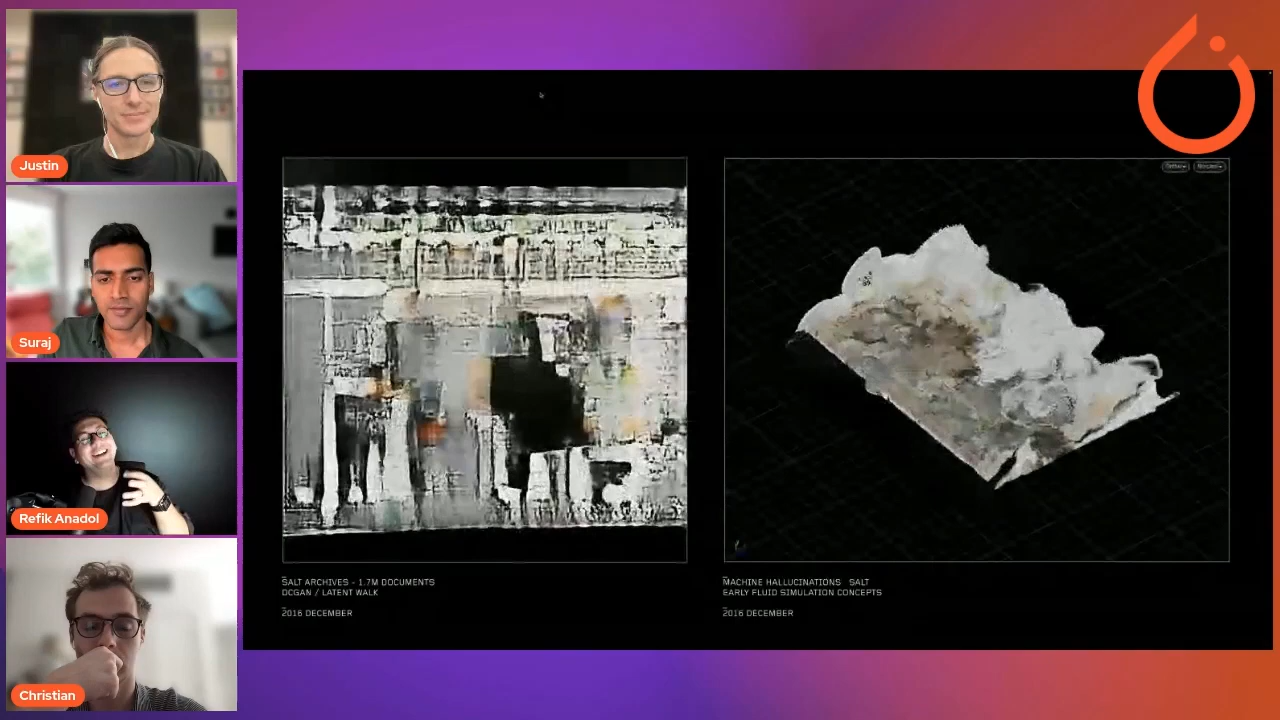 Justin
Suraj
Refik Anadol
Christian
SALT ARCHIVES - 1.7M DOCUMENTS
DCGAN / LATENT WALK
2016 DECEMBER
MACHINE HALLUCINATIONS SALT
EARLY FLUID SIMULATION CONCEPTS
2016 DECEMBER